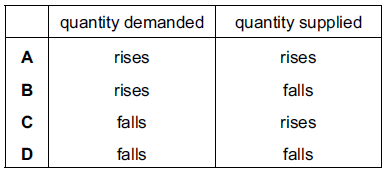 quantity demanded quantity supplied
A rises rises
B rises falls
C falls rises
D falls falls